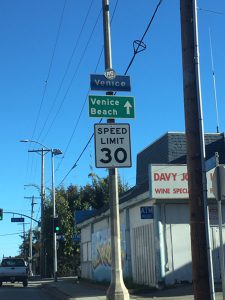 Venice
Venice
Beach
SPEED
LIMIT
30
DAVY JO
WINE SPECIA